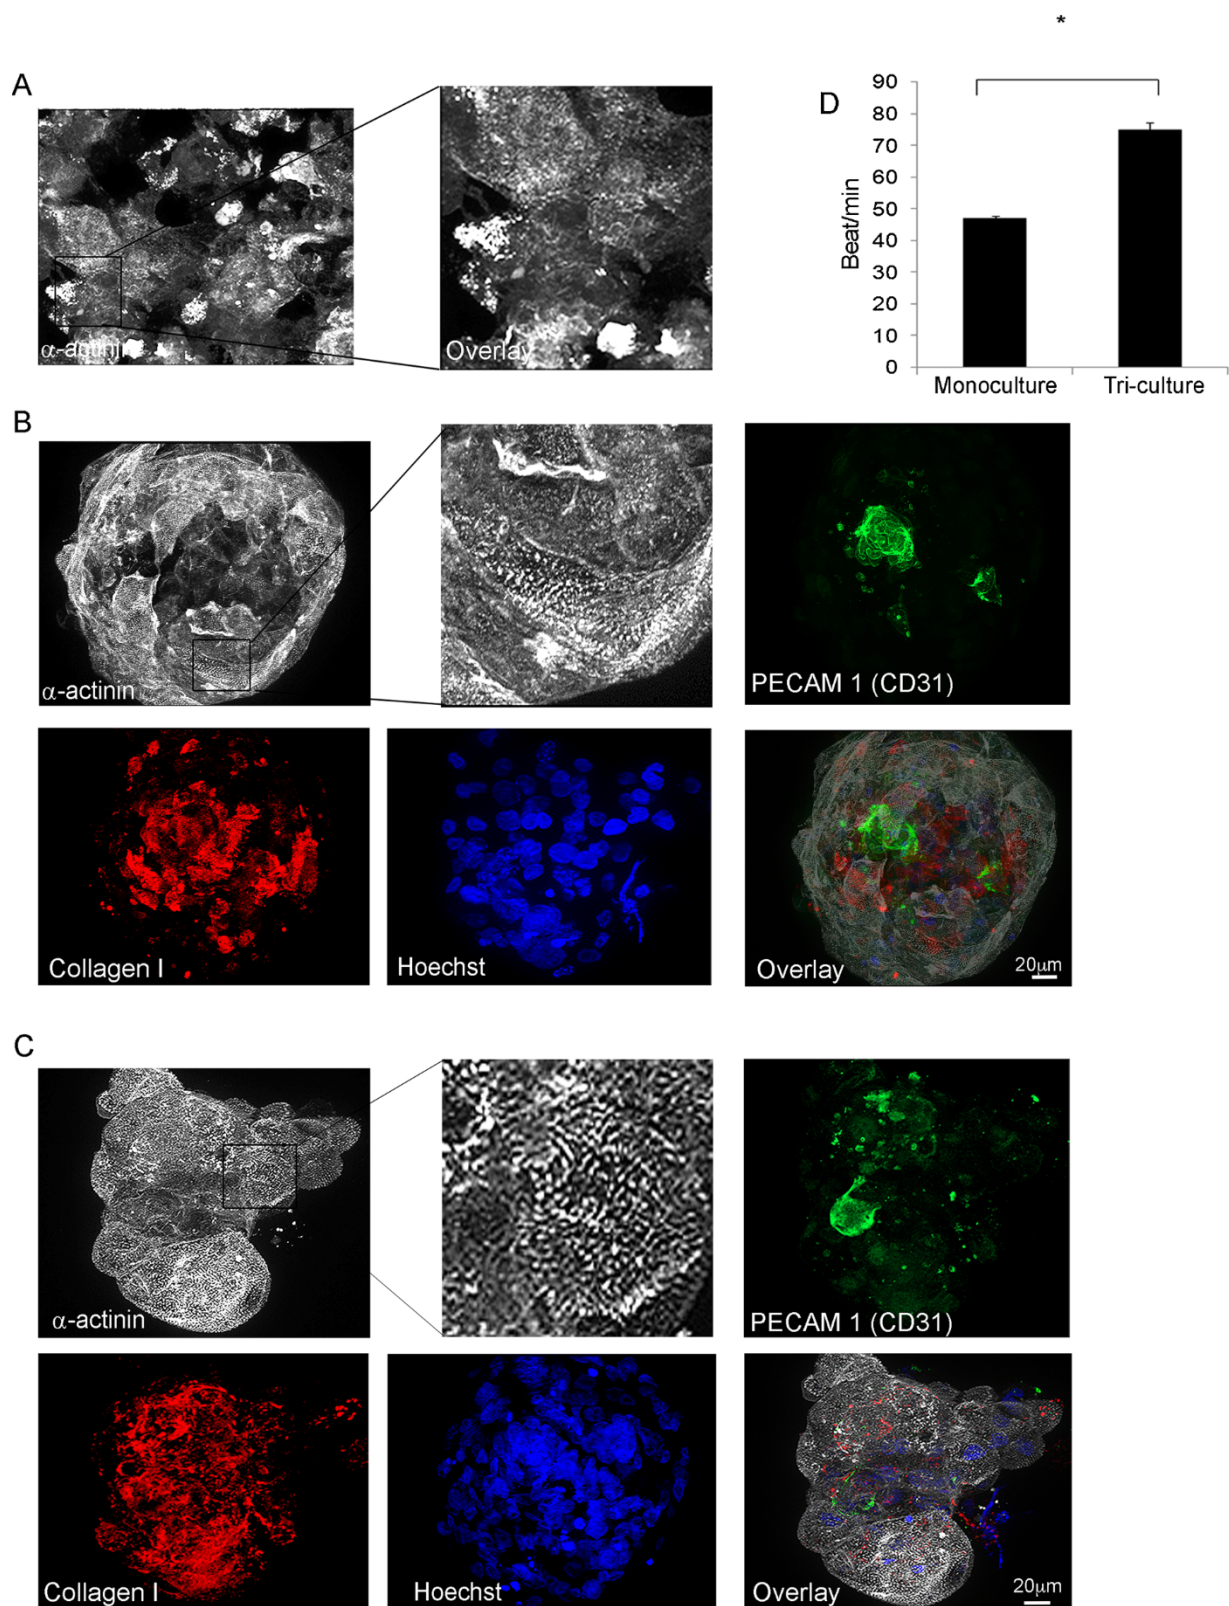 *
A
D
90
80
70
60
50
40
30
20
10
0
Beat/min
Monoculture Tri-culture
α-actinin
Overlay
B
α-actinin
PECAM 1 (CD31)
Collagen I
Hoechst
Overlay
20μm
C
α-actinin
PECAM 1 (CD31)
Collagen I
Hoechst
Overlay
20μm